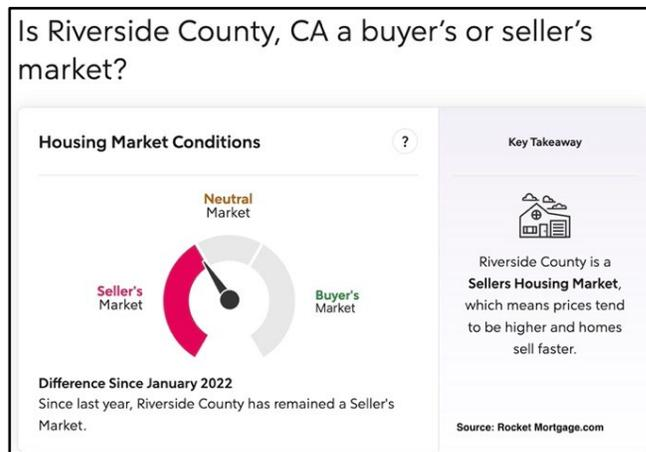 Is Riverside County, CA a buyer's or seller's
market?
Housing Market Conditions
?
Neutral
Market
Seller's
Market
Buyer's
Market
Difference Since January 2022
Since last year, Riverside County has remained a Seller's
Market.
Key Takeaway
Riverside County is a
Sellers Housing Market,
which means prices tend
to be higher and homes
sell faster.
Source: Rocket Mortgage.com